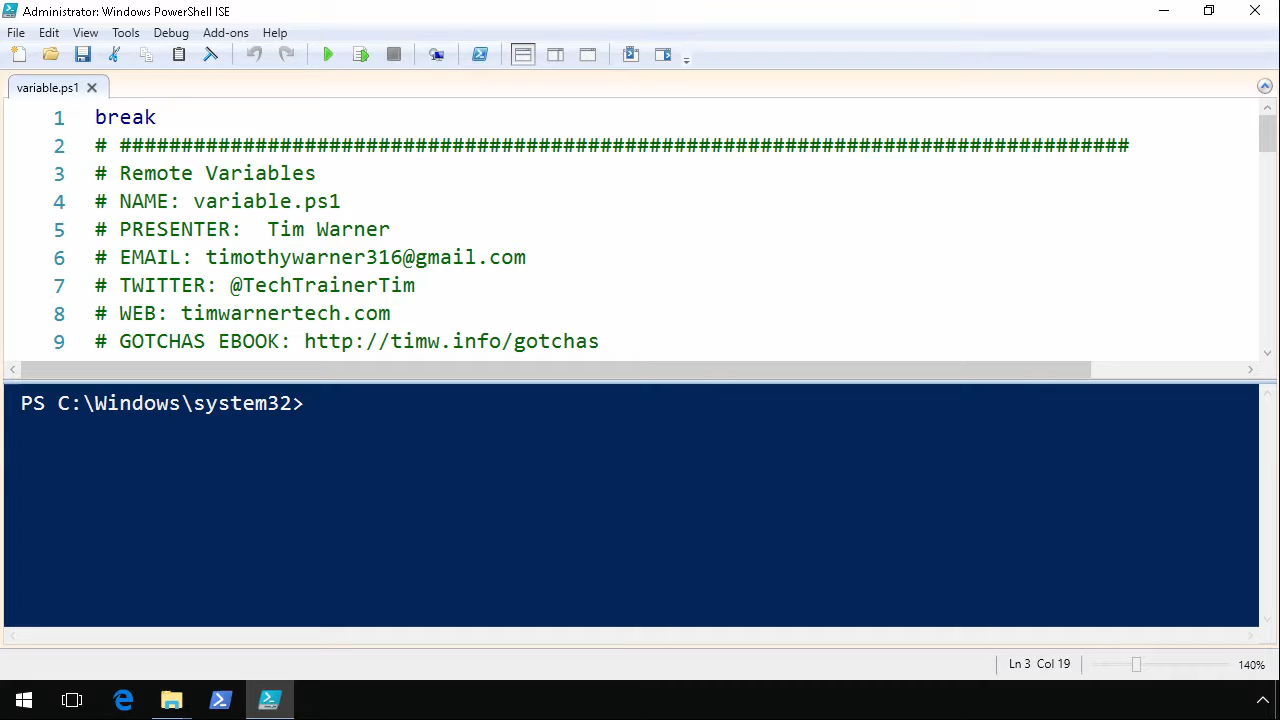 Administrator: Windows PowerShell ISE
File Edit View Tools Debug Add-ons Help
variable.ps1
1 break
2 # ##################################################################################
3 # Remote Variables
4 # NAME: variable.ps1
5 # PRESENTER:  Tim Warner
6 # EMAIL: timothywarner316@gmail.com
7 # TWITTER: @TechTrainerTim
8 # WEB: timwarnertech.com
9 # GOTCHAS EBOOK: http://timw.info/gotchas
PS C:\Windows\system32>
Ln 3 Col 19
140%